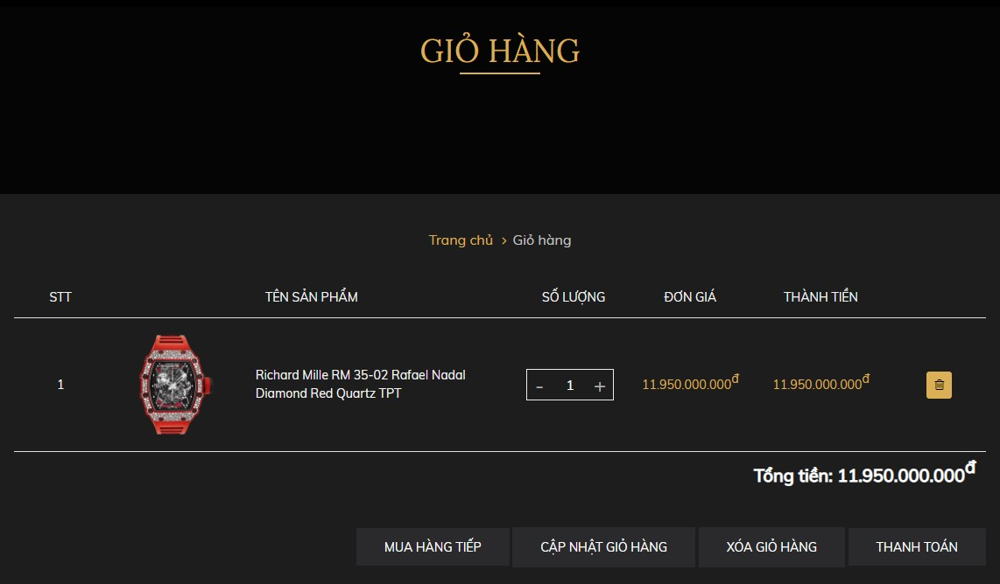 GIỎ HÀNG
Trang chủ > Giỏ hàng
STT TÊN SẢN PHẨM SỐ LƯỢNG ĐƠN GIÁ THÀNH TIỀN
1 Richard Mille RM 35-02 Rafael Nadal
Diamond Red Quartz TPT
- 1 + 11.950.000.000đ 11.950.000.000đ
Tổng tiền: 11.950.000.000đ
MUA HÀNG TIẾP CẬP NHẬT GIỎ HÀNG XÓA GIỎ HÀNG THANH TOÁN